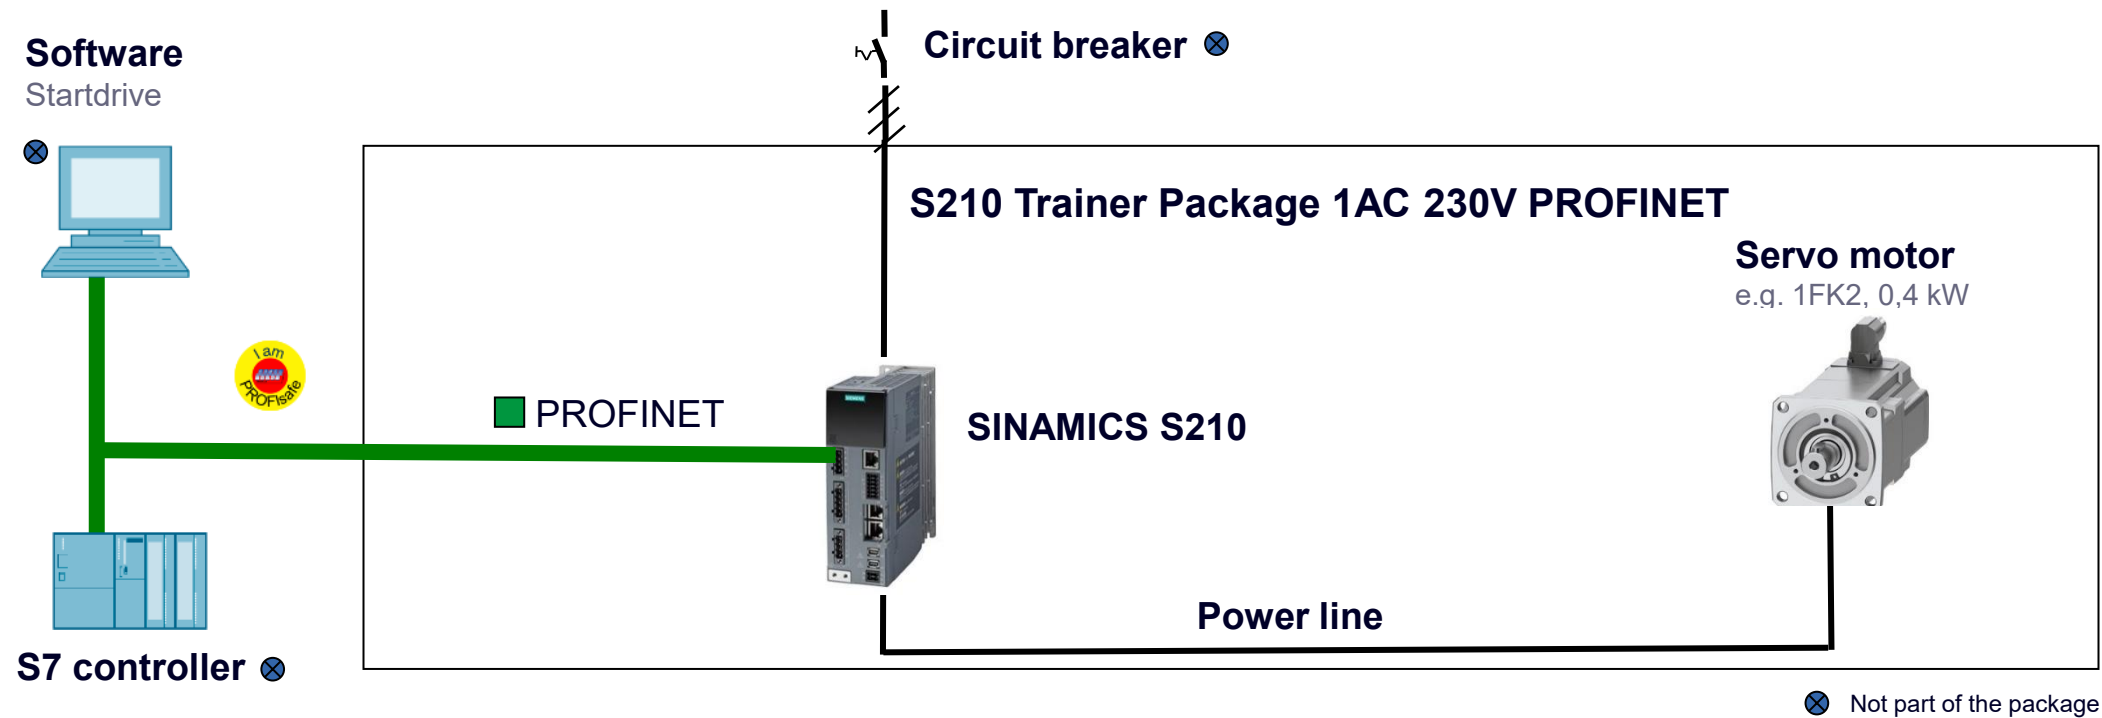 Software
Startdrive
Circuit breaker
S210 Trainer Package 1AC 230V PROFINET
Servo motor
e.g. 1FK2, 0,4 kW
I am
PROFIsafe
PROFINET
SIEMENS
SINAMICS S210
Power line
S7 controller
Not part of the package